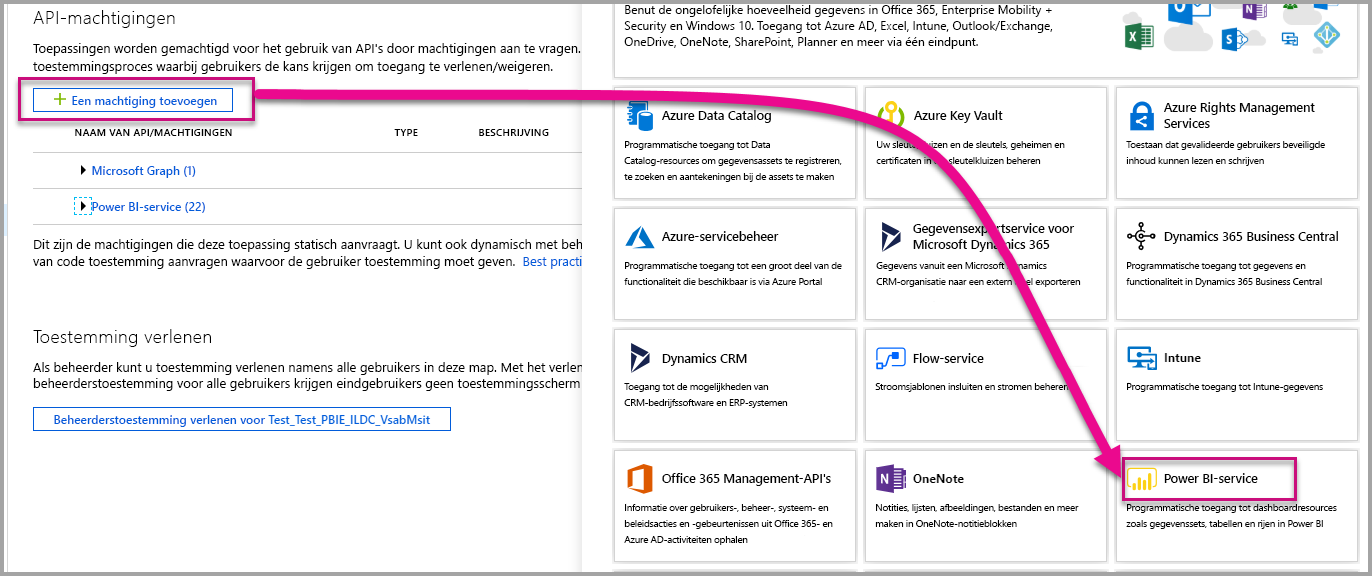 API-machtigingen
Toepassingen worden gemachtigd voor het gebruik van API's door machtigingen aan te vragen.
toestemmingsproces waarbij gebruikers de kans krijgen om toegang te verlenen/weigeren.
Een machtiging toevoegen
NAAM VAN API/MACHTIGINGEN TYPE BESCHRIJVING
Microsoft Graph (1)
Power BI-service (22)
Dit zijn de machtigingen die deze toepassing statisch aanvraagt. U kunt ook dynamisch met beh
van code toestemming aanvragen waarvoor de gebruiker toestemming moet geven. Best practi
Toestemming verlenen
Als beheerder kunt u toestemming verlenen namens alle gebruikers in deze map. Met het verlen
beheerderstoestemming voor alle gebruikers krijgen eindgebruikers geen toestemmingsscherm
Beheerderstoestemming verlenen voor Test_Test_PBIE_ILDC_VsabMsit
Benut de ongelofelijke hoeveelheid gegevens in Office 365, Enterprise Mobility +
Security en Windows 10. Toegang tot Azure AD, Excel, Intune, Outlook/Exchange,
OneDrive, OneNote, SharePoint, Planner en meer via één eindpunt.
Azure Data Catalog
Programmatische toegang tot Data
Catalog-resources om gegevensassets te registreren,
te zoeken en aantekeningen bij de assets te maken
Azure Key Vault
Uw sleutelkluizen en de sleutels, geheimen en
certificaten in uw sleutelkluizen beheren
Azure Rights Management
Services
Toestaan dat gevalideerde gebruikers beveiligde
inhoud kunnen lezen en schrijven
Azure-servicebeheer
Programmatische toegang tot een groot deel van de
functionaliteit die beschikbaar is via Azure Portal
Gegevensexportservice voor
Microsoft Dynamics 365
Gegevens vanuit een Microsoft Dynamics
CRM-organisatie naar een extern doel exporteren
Dynamics 365 Business Central
Programmatische toegang tot gegevens en
functionaliteit in Dynamics 365 Business Central
Dynamics CRM
Toegang tot de mogelijkheden van
CRM-bedrijfssoftware en ERP-systemen
Flow-service
Stroomsjablonen insluiten en stromen beheren
Intune
Programmatische toegang tot Intune-gegevens
Office 365 Management-API's
Informatie over gebruikers-, beheer-, systeem- en
beleidsacties en -gebeurtenissen uit Office 365- en
Azure AD-activiteiten ophalen
OneNote
Notities, lijsten, afbeeldingen, bestanden en meer
maken in OneNote-notitieblokken
Power BI-service
Programmatische toegang tot dashboardresources
zoals gegevenssets, tabellen en rijen in Power BI